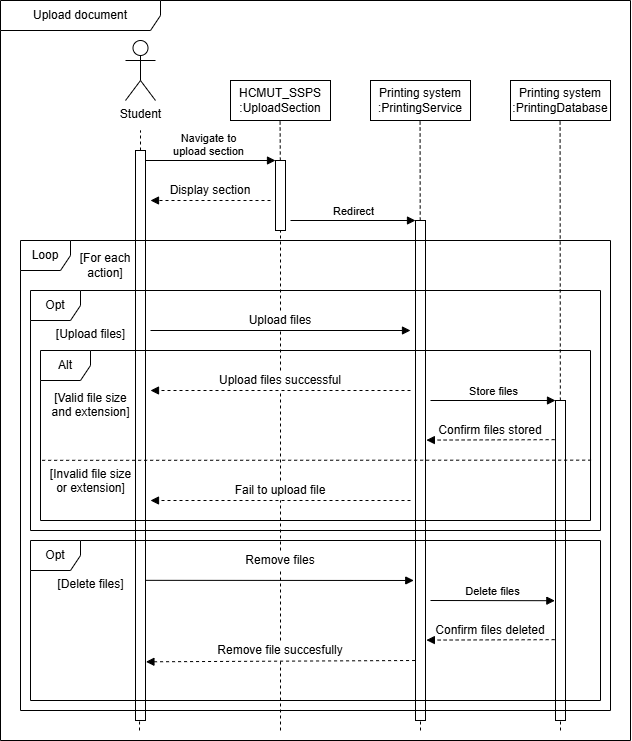 Upload document
HCMUT_SSPS
:UploadSection
Printing system
:PrintingService
Printing system
:PrintingDatabase
Student
Navigate to
upload section
Display section
Redirect
Loop
[For each
action]
Opt
[Upload files]
Upload files
Alt
[Valid file size
and extension]
Upload files successful
Store files
Confirm files stored
[Invalid file size
or extension]
Fail to upload file
Opt
[Delete files]
Remove files
Delete files
Confirm files deleted
Remove file succesfully